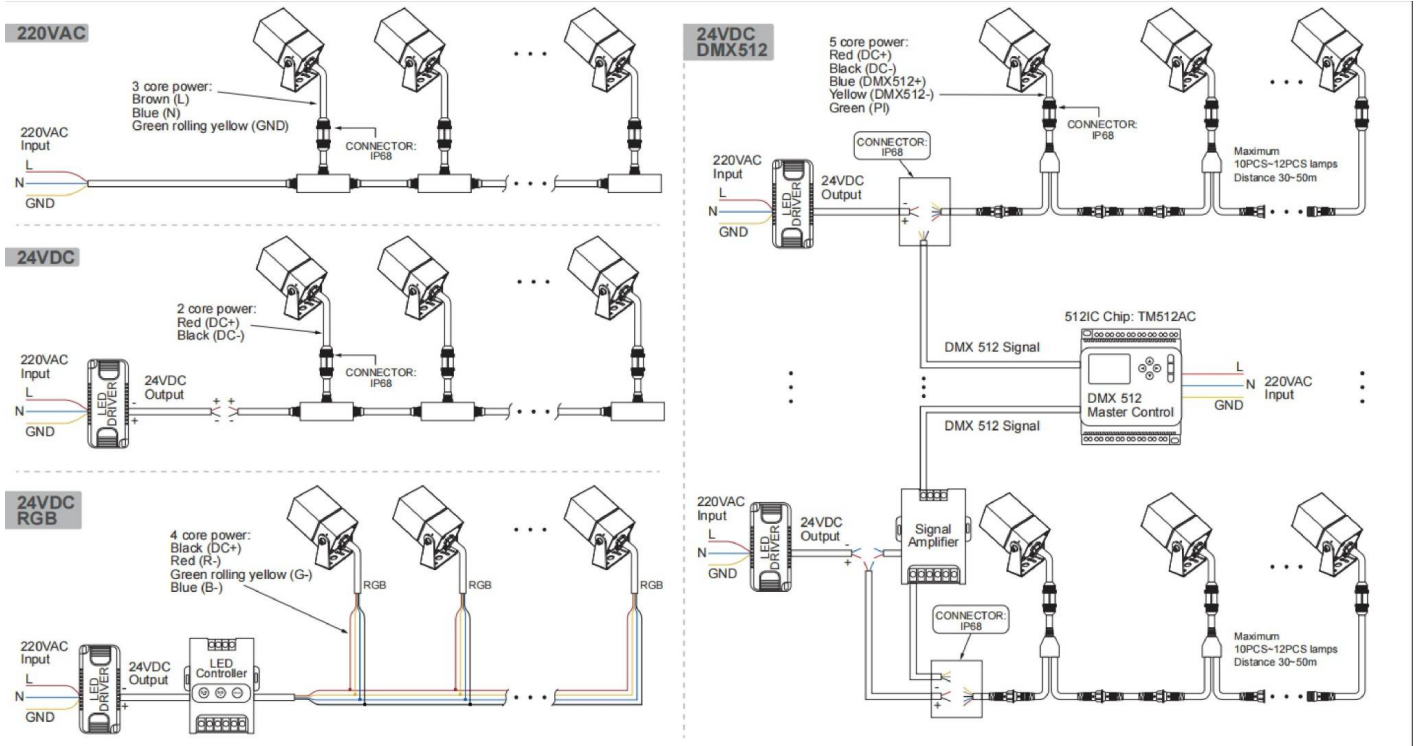 220VAC
3 core power:
Brown (L)
Blue (N)
Green rolling yellow (GND)
220VAC
Input
L
N
GND
CONNECTOR:
IP68
24VDC
2 core power:
Red (DC+)
Black (DC-)
220VAC
Input
L
N
GND
LED
DRIVER
-
+
24VDC
Output
+ +
- -
CONNECTOR:
IP68
24VDC
RGB
4 core power:
Black (DC+)
Red (R-)
Green rolling yellow (G-)
Blue (B-)
RGB
RGB
RGB
220VAC
Input
L
N
GND
LED
DRIVER
-
+
24VDC
Output
LED
Controller
24VDC
DMX512
5 core power:
Red (DC+)
Black (DC-)
Blue (DMX512+)
Yellow (DMX512-)
Green (PI)
CONNECTOR:
IP68
CONNECTOR:
IP68
220VAC
Input
L
N
GND
LED
DRIVER
24VDC
Output
-
+
Maximum
10PCS~12PCS lamps
Distance 30~50m
512IC Chip: TM512AC
DMX 512 Signal
DMX 512
Master Control
L
N
GND
220VAC
Input
DMX 512 Signal
220VAC
Input
L
N
GND
LED
DRIVER
24VDC
Output
-
+
Signal
Amplifier
CONNECTOR:
IP68
-
+
Maximum
10PCS~12PCS lamps
Distance 30~50m